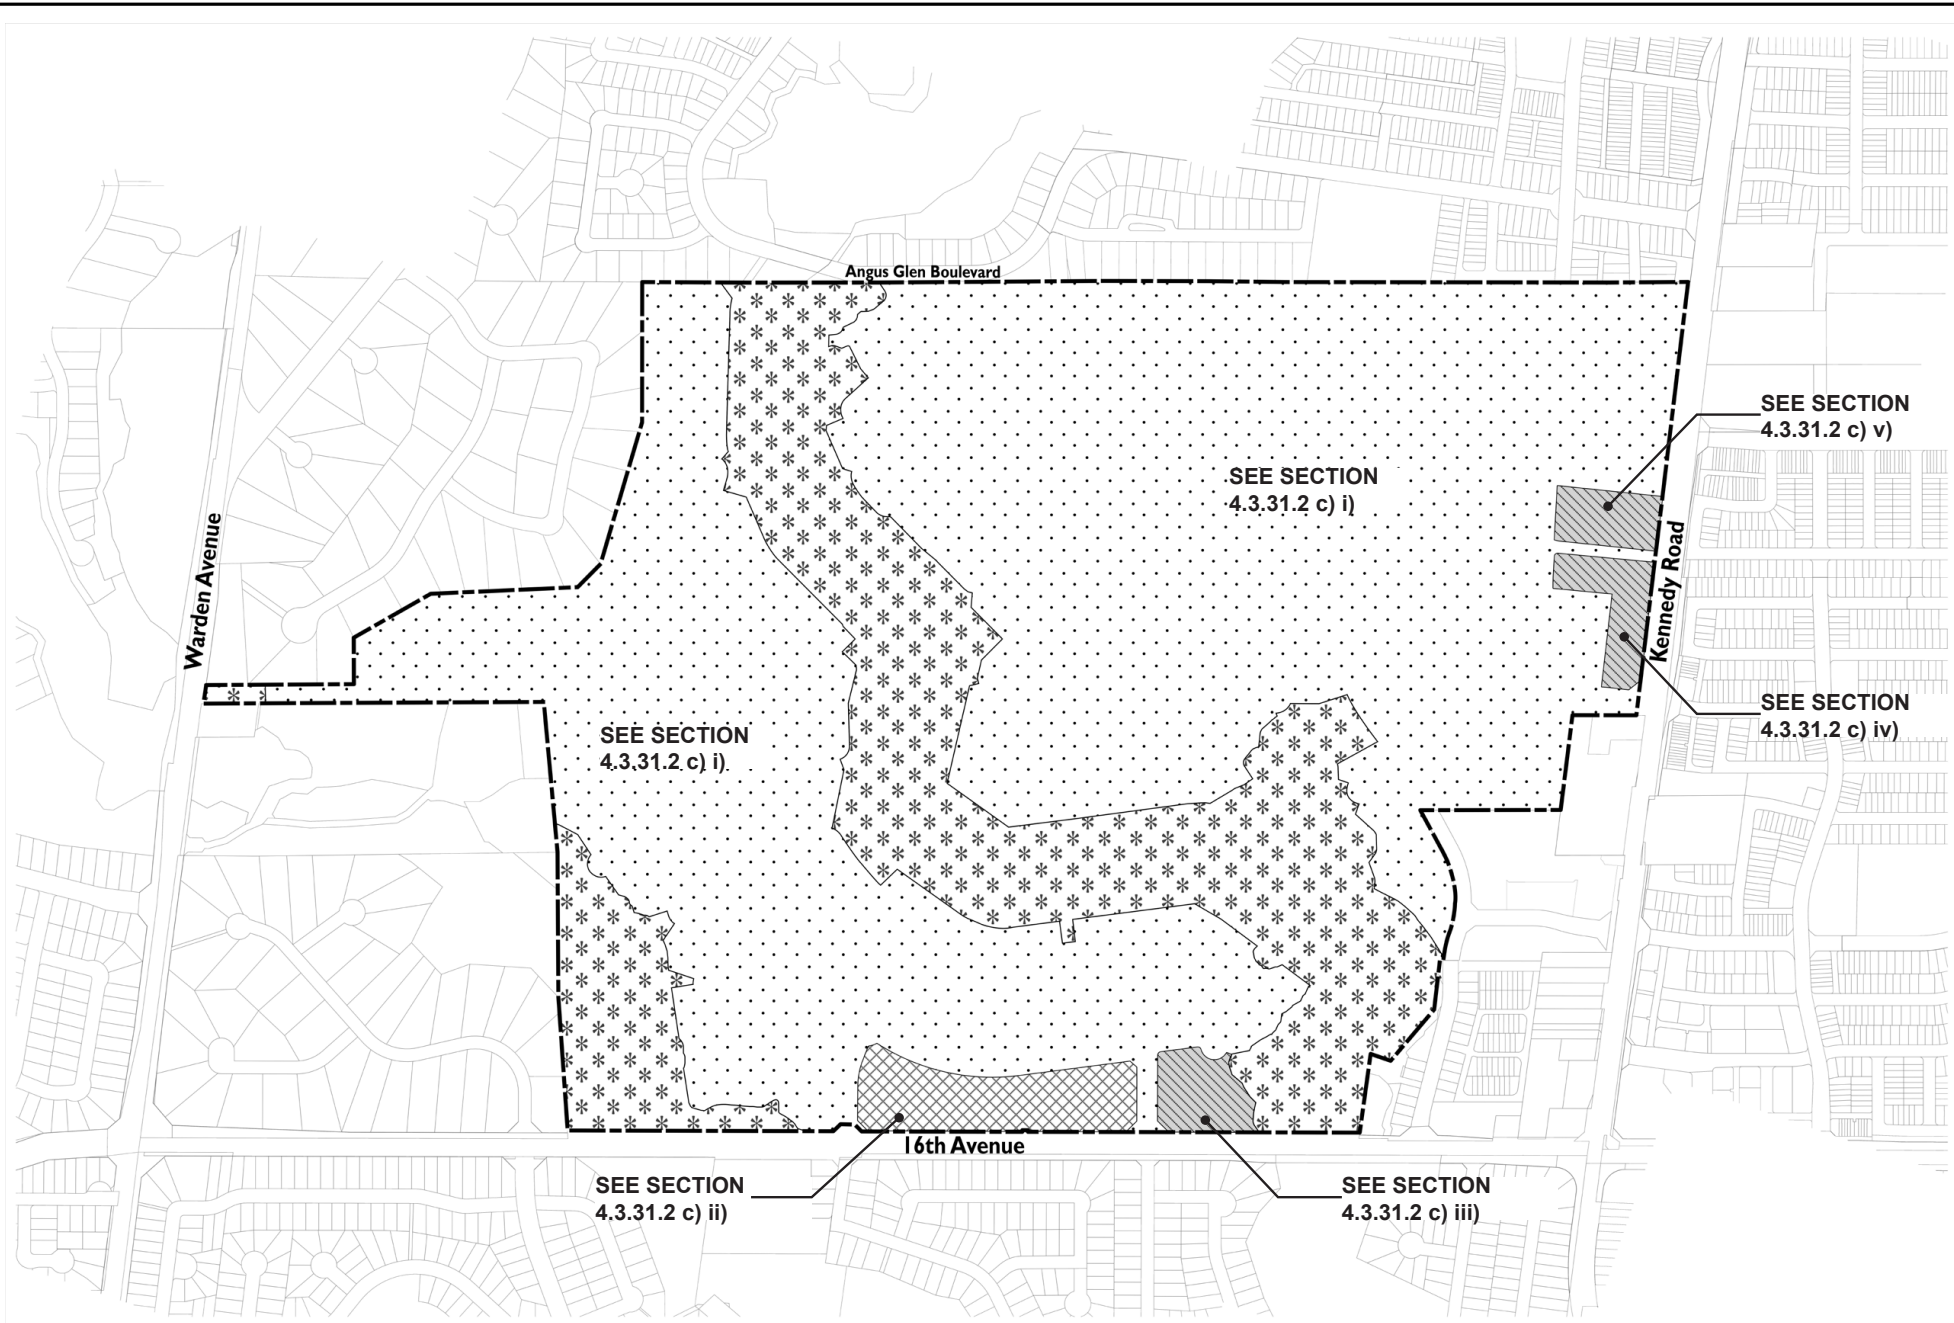 Angus Glen Boulevard
SEE SECTION
4.3.31.2 c) v)
SEE SECTION
4.3.31.2 c) i)
Warden Avenue
Kennedy Road
SEE SECTION
4.3.31.2 c) iv)
SEE SECTION
4.3.31.2 c) i)
16th Avenue
SEE SECTION
4.3.31.2 c) ii)
SEE SECTION
4.3.31.2 c) iii)